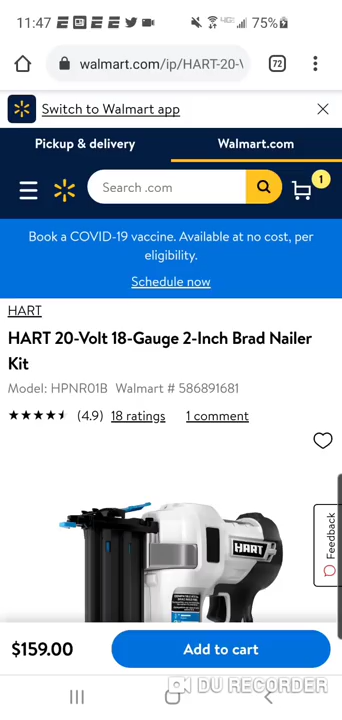 11:47 75%
walmart.com/ip/HART-20-V 72
Switch to Walmart app
Pickup & delivery Walmart.com
Search .com 1
Book a COVID-19 vaccine. Available at no cost, per
eligibility.
Schedule now
HART
HART 20-Volt 18-Gauge 2-Inch Brad Nailer
Kit
Model: HPNR01B Walmart # 586891681
(4.9) 18 ratings 1 comment
HART
Feedback
$159.00 Add to cart
DU RECORDER